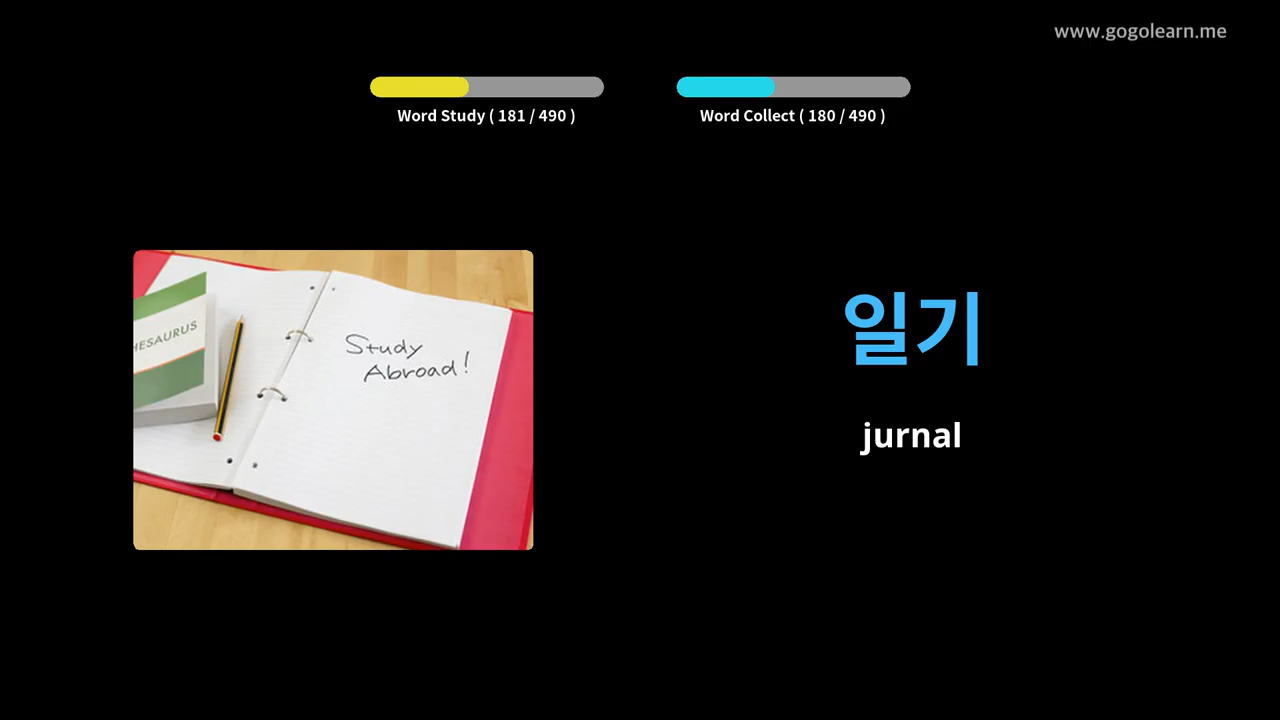 www.gogolearn.me
Word Study ( 181 / 490 )
Word Collect ( 180 / 490 )
HESAURUS
Study
Abroad!
일기
jurnal